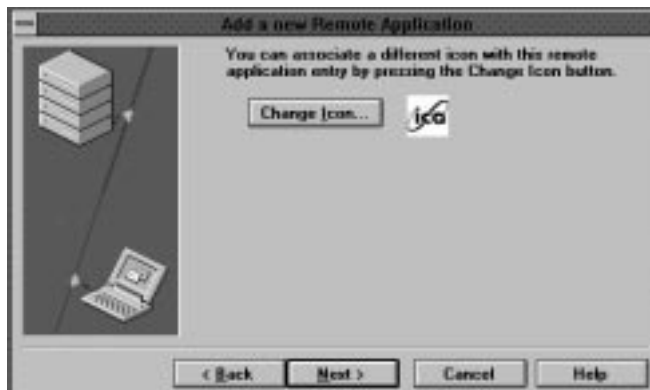 Add a new Remote Application
You can associate a different icon with this remote
application entry by pressing the Change Icon button.
Change Icon...
ica
< Back
Next >
Cancel
Help